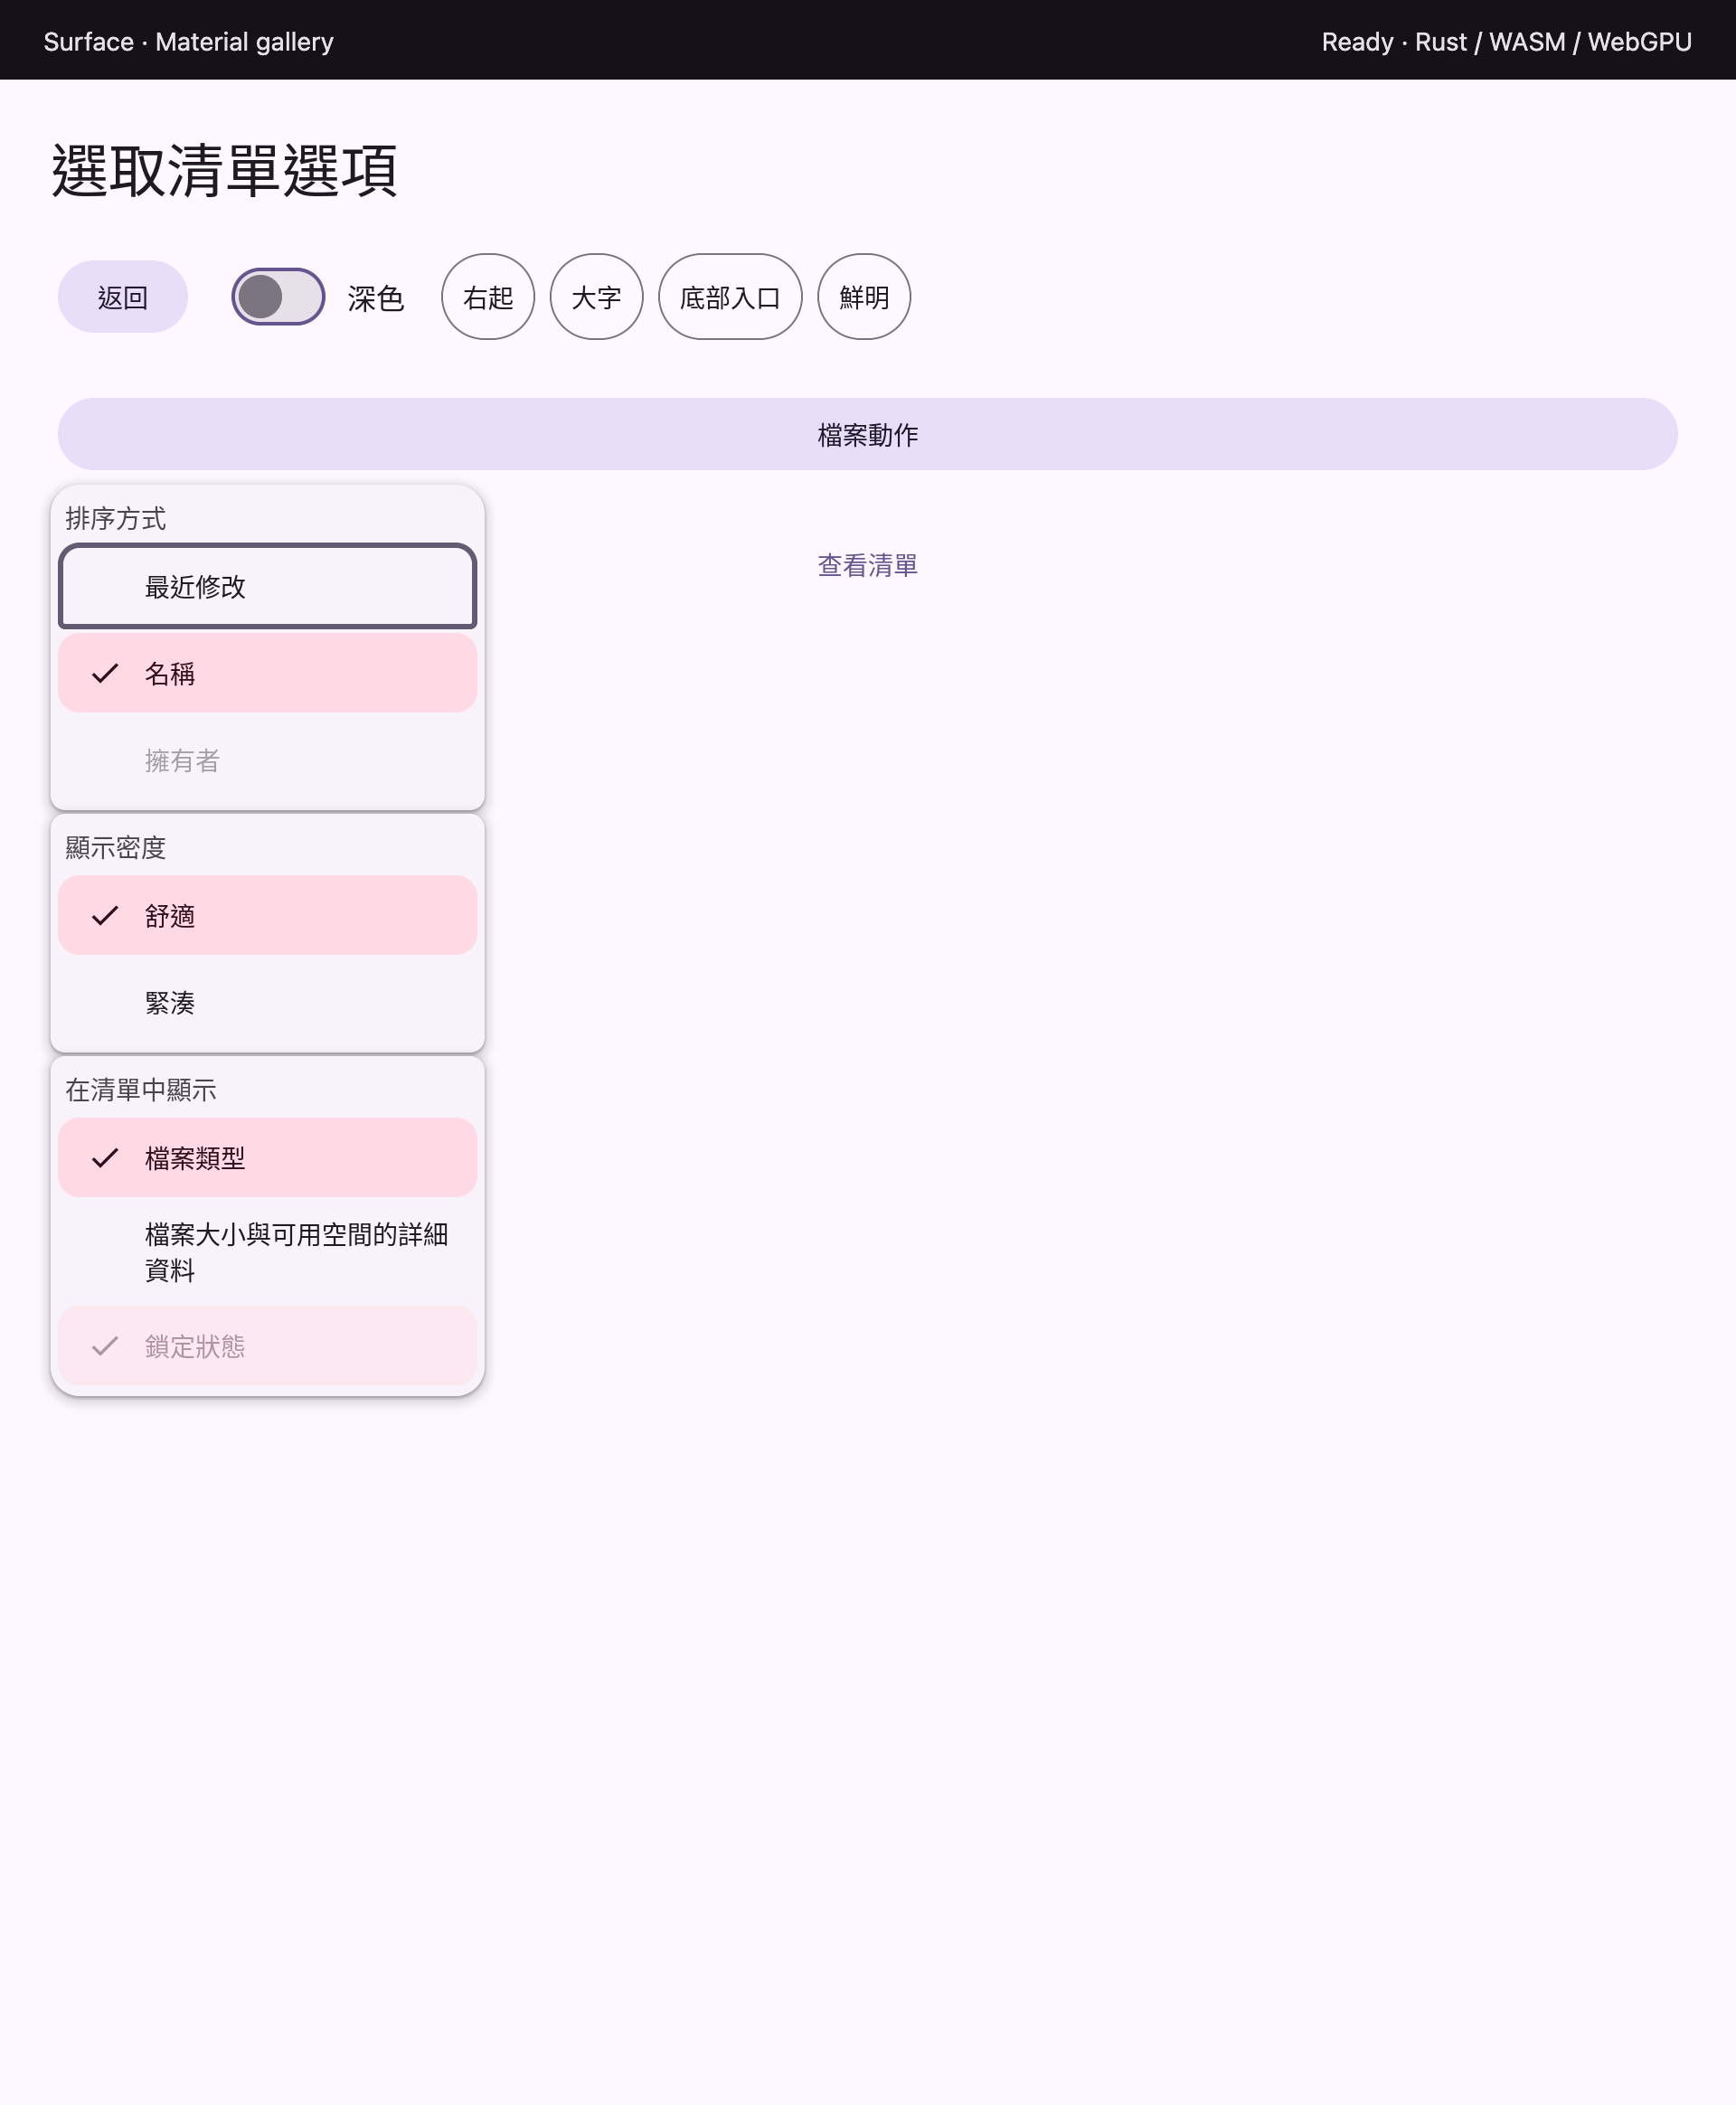 Surface · Material gallery
Ready · Rust / WASM / WebGPU
選取清單選項
返回
深色
右起
大字
底部入口
鮮明
檔案動作
排序方式
最近修改
名稱
擁有者
查看清單
顯示密度
舒適
緊湊
在清單中顯示
檔案類型
檔案大小與可用空間的詳細
資料
鎖定狀態